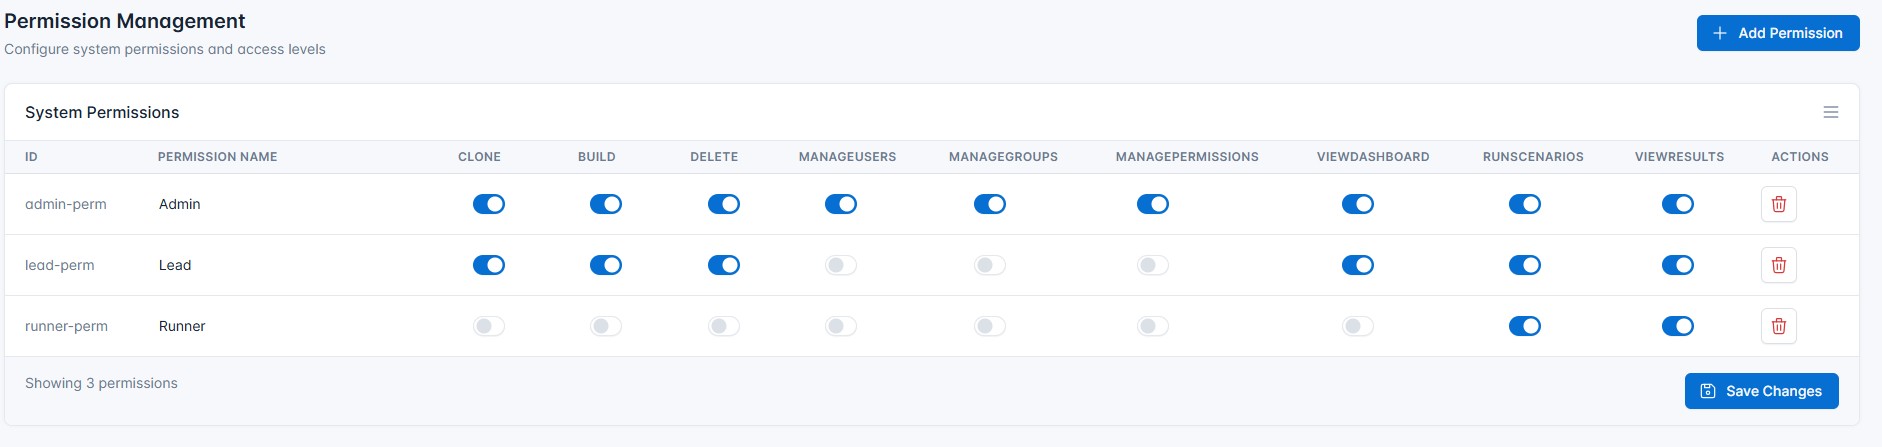 Permission Management
Configure system permissions and access levels
Add Permission
System Permissions
ID PERMISSION NAME CLONE BUILD DELETE MANAGEUSERS MANAGEGROUPS MANAGEPERMISSIONS VIEWDASHBOARD RUNSCENARIOS VIEWRESULTS ACTIONS
admin-perm Admin
lead-perm Lead
runner-perm Runner
Showing 3 permissions
Save Changes